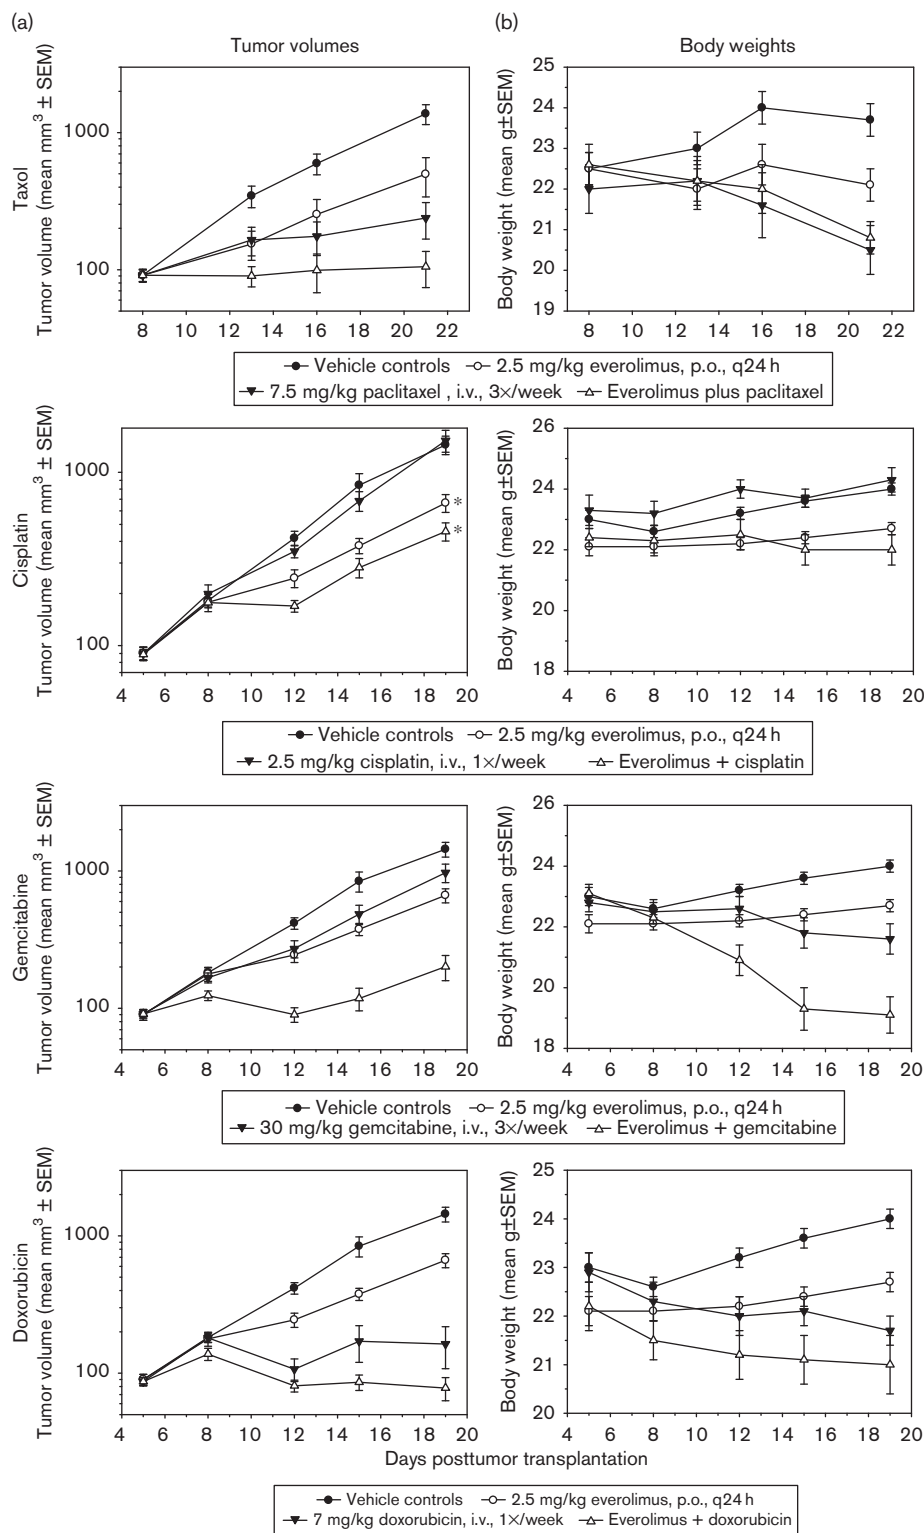 (a)
(b)
Tumor volumes
Body weights
Taxol
Tumor volume (mean mm³ ± SEM)
1000
100
8 10 12 14 16 18 20 22
Body weight (mean g±SEM)
25
24
23
22
21
20
19
8 10 12 14 16 18 20 22
Vehicle controls 2.5 mg/kg everolimus, p.o., q24 h
7.5 mg/kg paclitaxel , i.v., 3×/week Everolimus plus paclitaxel
Cisplatin
Tumor volume (mean mm³ ± SEM)
1000
100
*
*
4 6 8 10 12 14 16 18 20
Body weight (mean g±SEM)
26
24
22
20
18
4 6 8 10 12 14 16 18 20
Vehicle controls 2.5 mg/kg everolimus, p.o., q24 h
2.5 mg/kg cisplatin, i.v., 1×/week Everolimus + cisplatin
Gemcitabine
Tumor volume (mean mm³ ± SEM)
1000
100
4 6 8 10 12 14 16 18 20
Body weight (mean g±SEM)
26
24
22
20
18
4 6 8 10 12 14 16 18 20
Vehicle controls 2.5 mg/kg everolimus, p.o., q24 h
30 mg/kg gemcitabine, i.v., 3×/week Everolimus + gemcitabine
Doxorubicin
Tumor volume (mean mm³ ± SEM)
1000
100
4 6 8 10 12 14 16 18 20
Body weight (mean g±SEM)
25
24
23
22
21
20
4 6 8 10 12 14 16 18 20
Days posttumor transplantation
Vehicle controls 2.5 mg/kg everolimus, p.o., q24 h
7 mg/kg doxorubicin, i.v., 1×/week Everolimus + doxorubicin